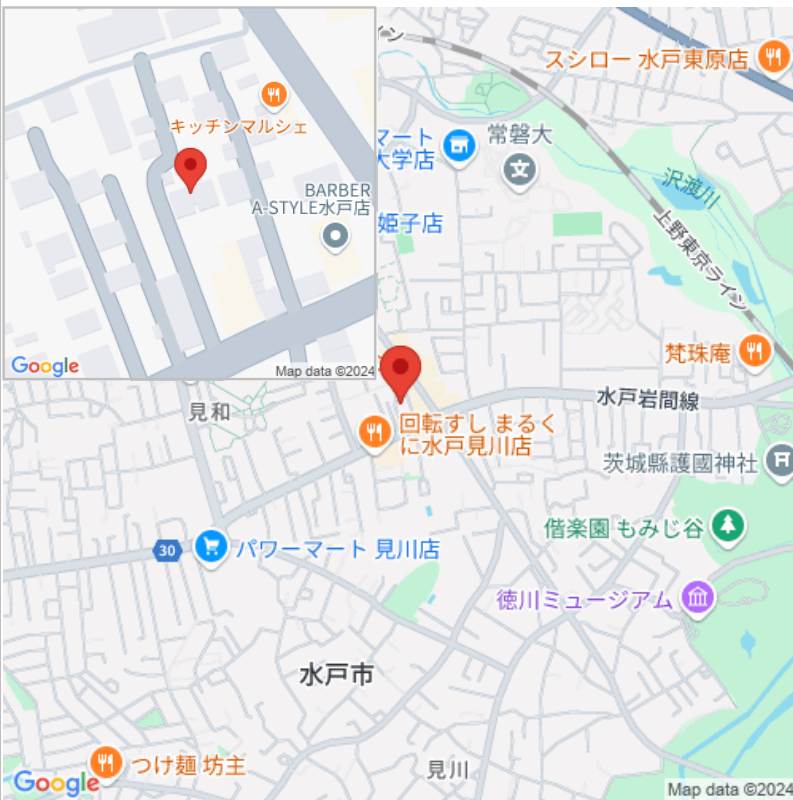 キッチンマルシェ
BARBER
A-STYLE水戸店
Google
Map data ©2024
イン
スシロー 水戸東原店
マート
大学店
常磐大
沢渡川
姫子店
上野東京ライン
梵珠庵
見和
水戸岩間線
回転すし まるく
に水戸見川店
茨城縣護國神社
偕楽園 もみじ谷
30
パワーマート 見川店
徳川ミュージアム
水戸市
つけ麺 坊主
見川
Google
Map data ©2024